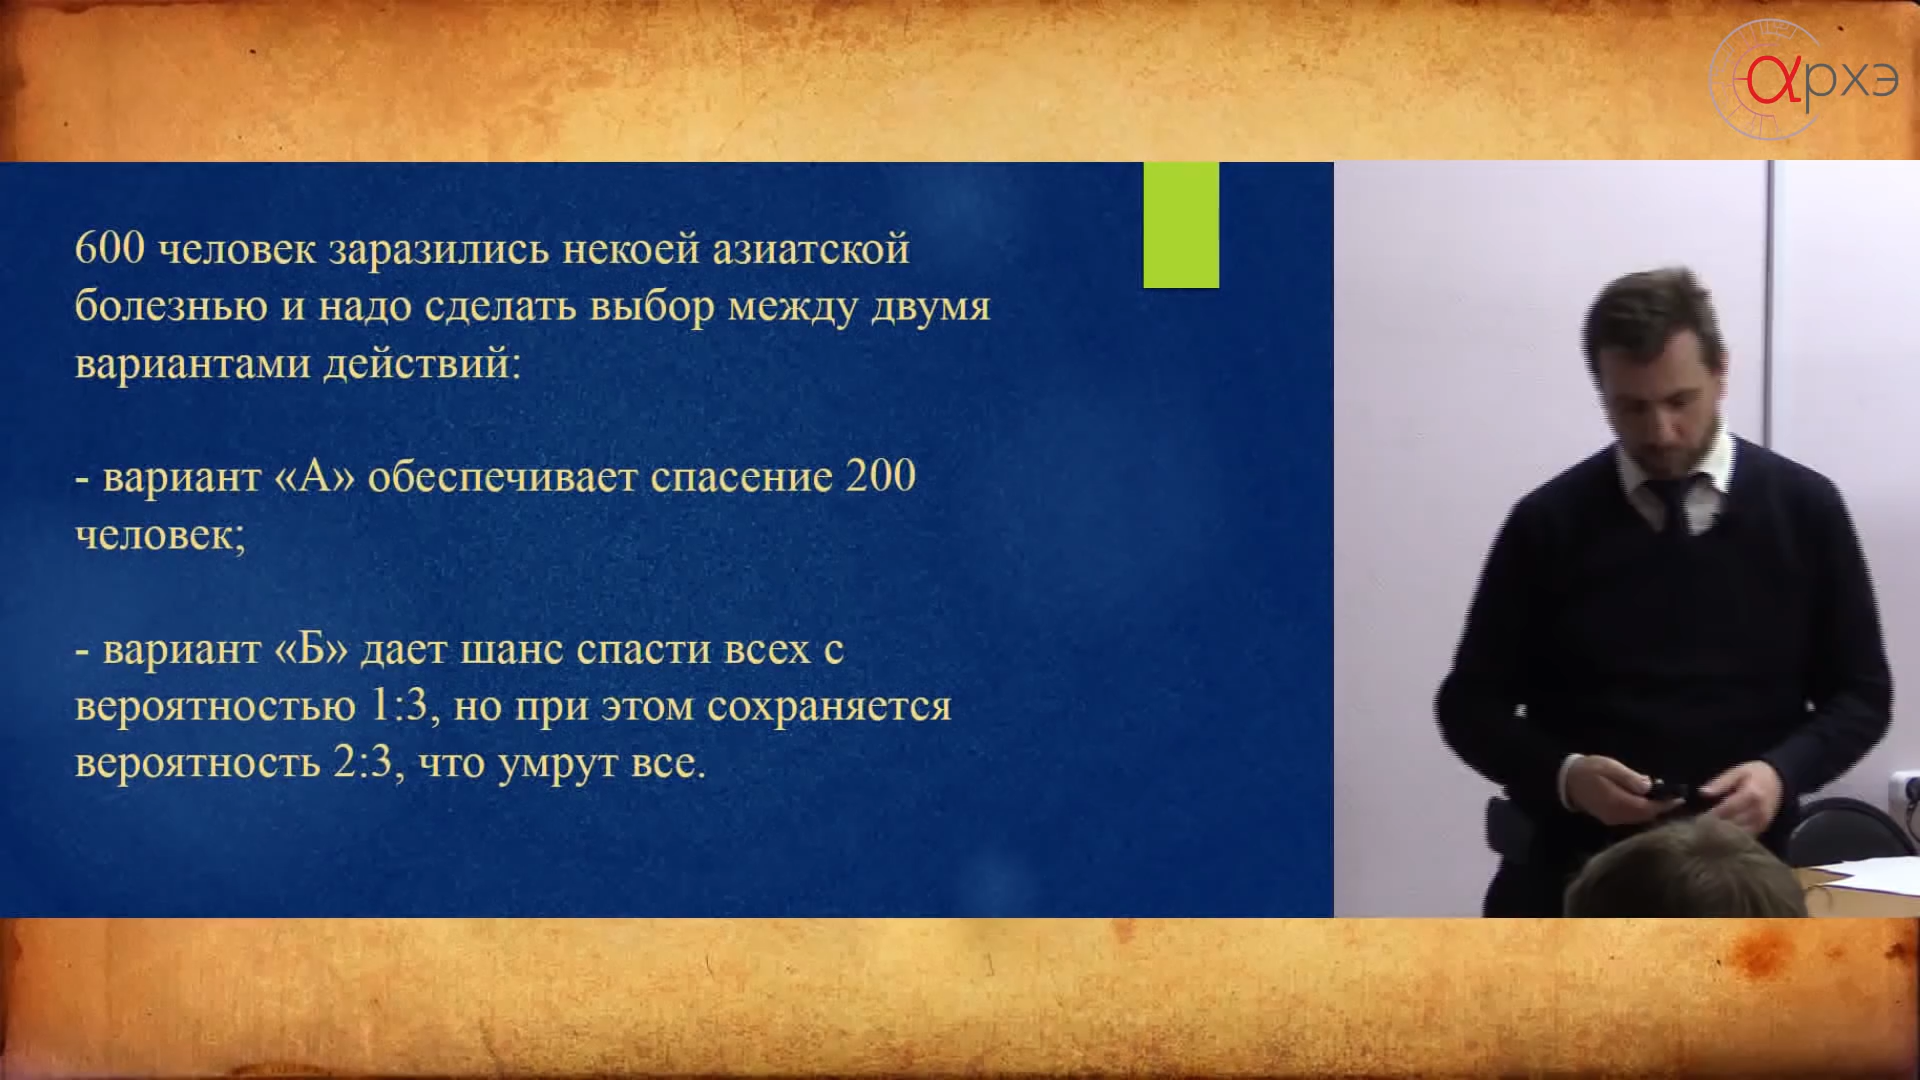 αрхэ
600 человек заразились некоей азиатской
болезнью и надо сделать выбор между двумя
вариантами действий:
- вариант «А» обеспечивает спасение 200
человек;
- вариант «Б» дает шанс спасти всех с
вероятностью 1:3, но при этом сохраняется
вероятность 2:3, что умрут все.